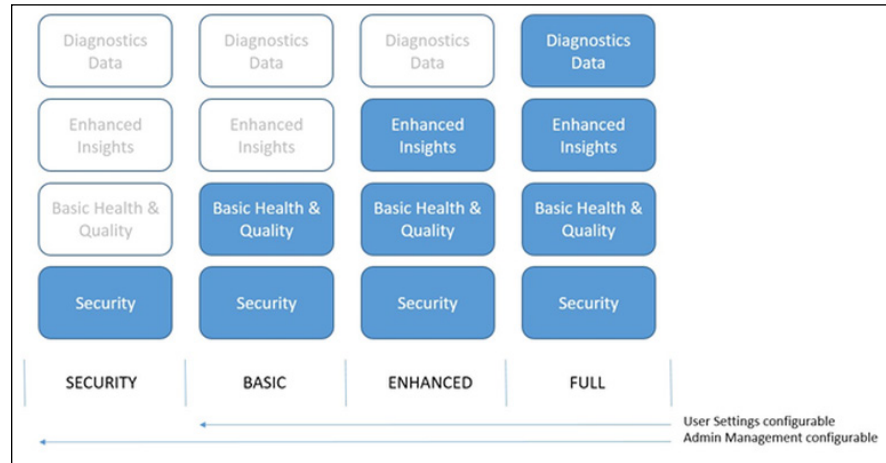 Diagnostics Data
Diagnostics Data
Diagnostics Data
Diagnostics Data
Enhanced Insights
Enhanced Insights
Enhanced Insights
Enhanced Insights
Basic Health & Quality
Basic Health & Quality
Basic Health & Quality
Basic Health & Quality
Security
Security
Security
Security
SECURITY
BASIC
ENHANCED
FULL
User Settings configurable
Admin Management configurable